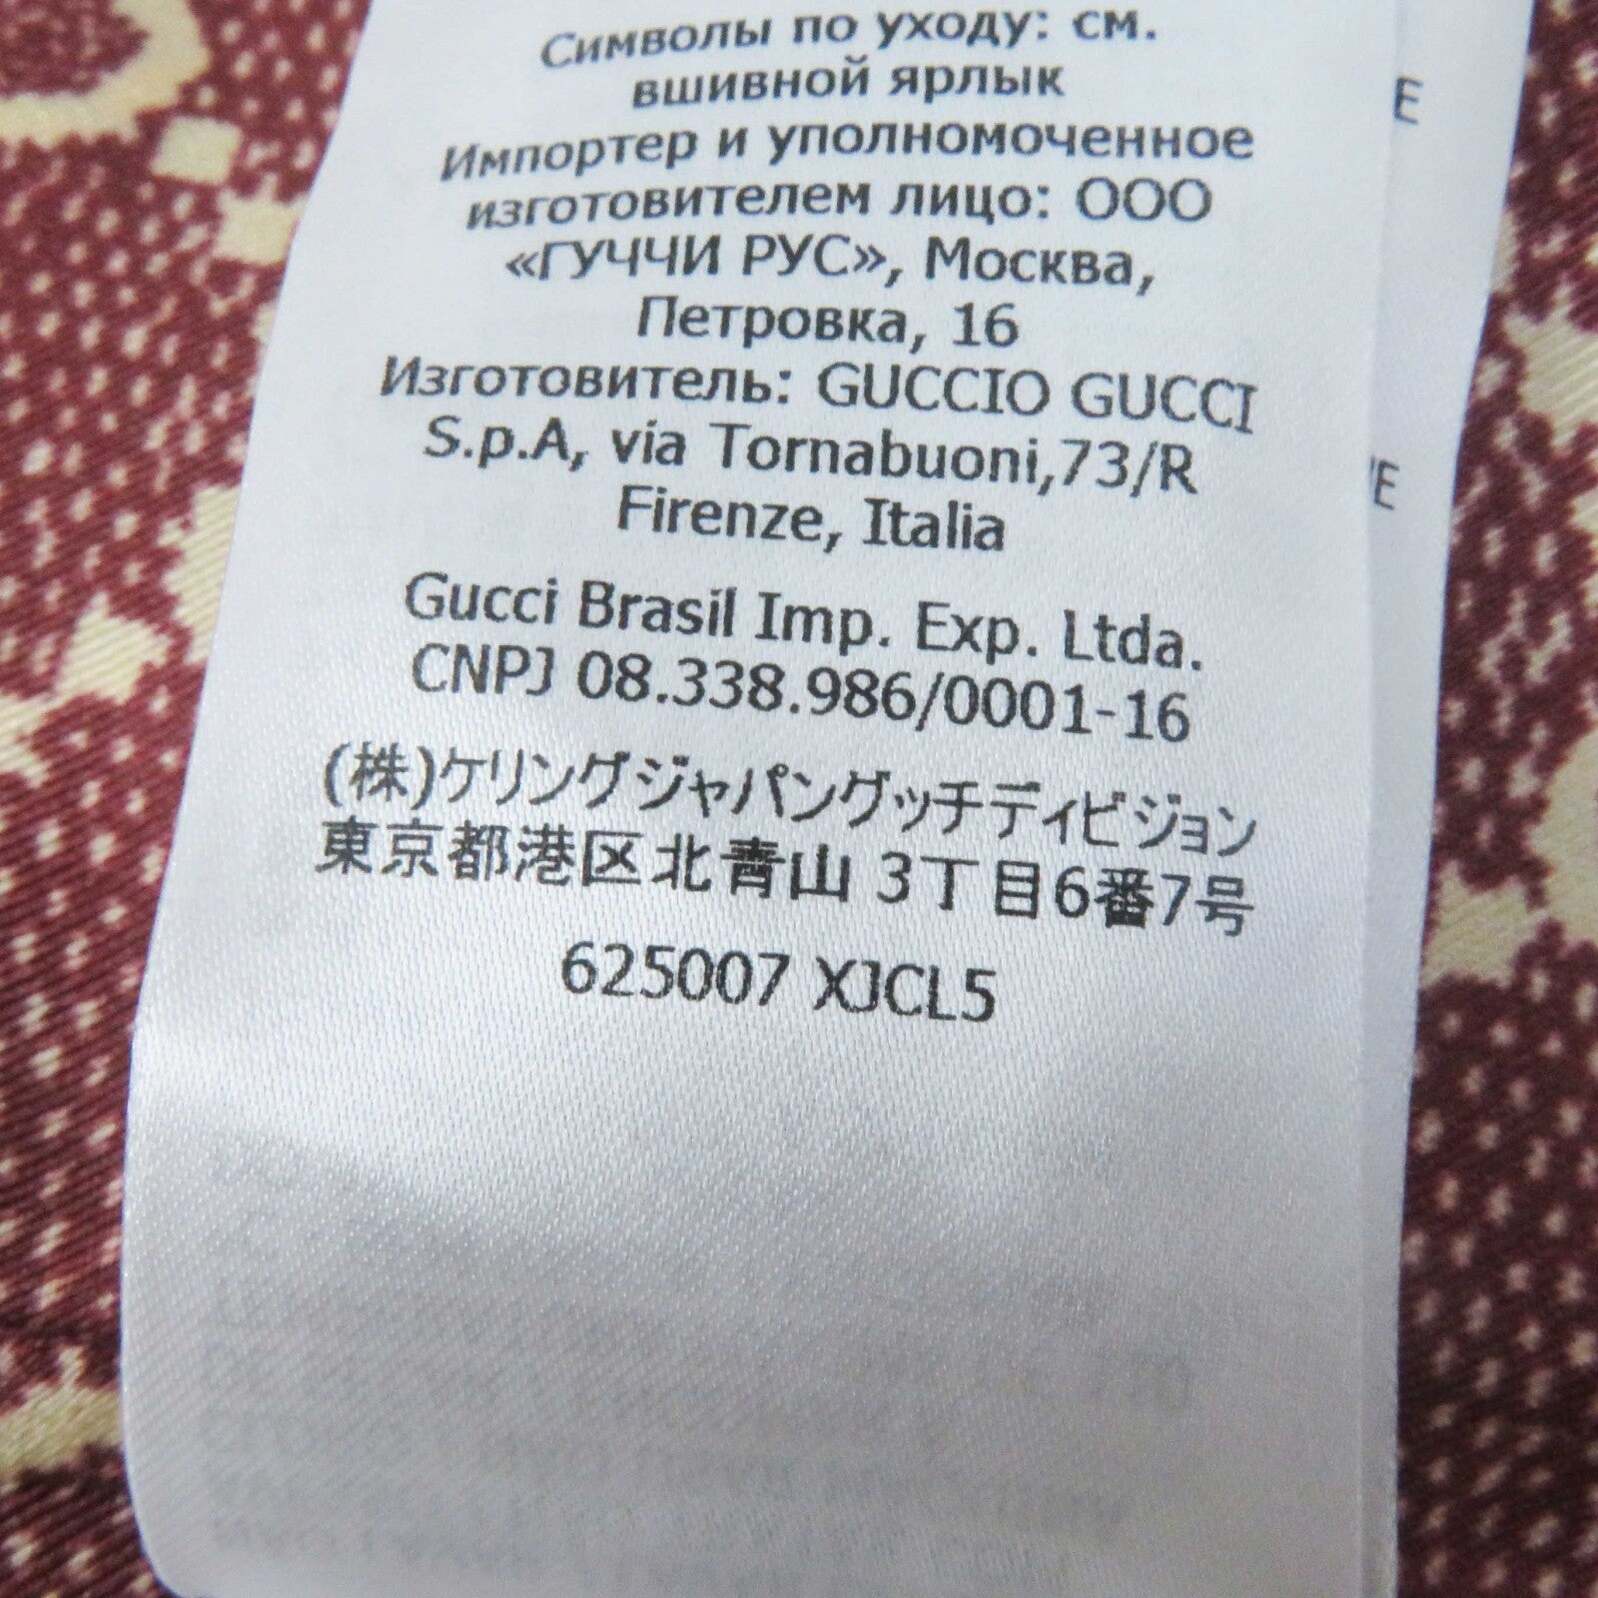 Символы по уходу: см.
вшивной ярлык
Импортер и уполномоченное
изготовителем лицо: ООО
«ГУЧЧИ РУС», Москва,
Петровка, 16
Изготовитель: GUCCIO GUCCI
S.p.A, via Tornabuoni,73/R
Firenze, Italia
Gucci Brasil Imp. Exp. Ltda.
CNPJ 08.338.986/0001-16
(株)ケリングジャパングッチディビジョン
東京都港区北青山 3丁目6番7号
625007 XJCL5